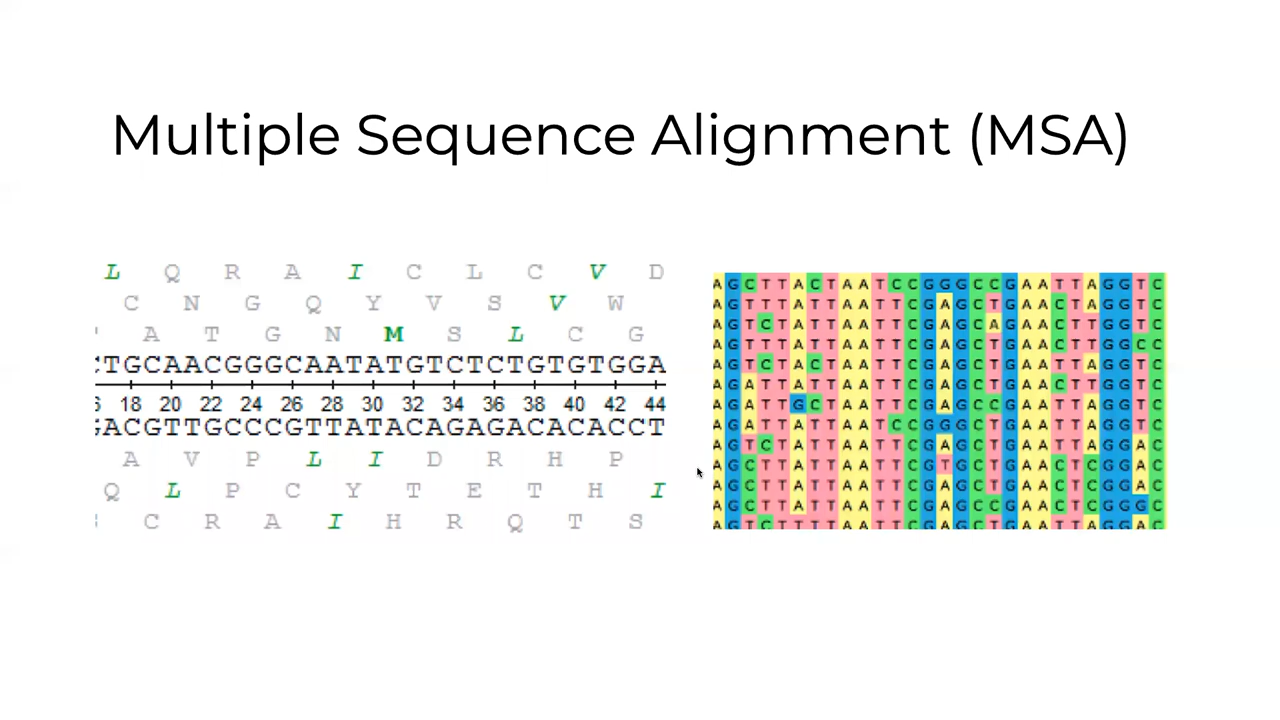 Multiple Sequence Alignment (MSA)
L Q R A I C L C V D
C N G Q Y V S V W
A T G N M S L C G
TGCAACGGGCAATATGTCTCTGTGTGGA
18 20 22 24 26 28 30 32 34 36 38 40 42 44
ACGTTGCCCGTTATACAGAGACACACCT
A V P L I D R H P
Q L P C Y T E T H I
C R A I H R Q T S
AGCTTACTAATCCGGGCCGAATTAGGTC
AGTTTATTAATTCGAGCTGAACTAGGTC
AGTCTATTAATTCGAGCAGAACTTGGTC
AGTTTATTAATTCGAGCTGAACTTGGCC
AGTCTACTAATTCGAGCTGAATTAGGTC
AGATTATTAATTCGAGCTGAACTTGGTC
AGATTGCTAATTCGAGCCGAATTAGGTC
AGATTATTAATCCGGGCTGAATTAGGTC
AGTCTATTAATTCGAGCTGAATTAGGAC
AGCTTATTAATTCGTGCTGAACTCGGAC
AGCTTATTAATTCGAGCTGAACTCGGAC
AGCTTATTAATTCGAGCCGAACTCGGGC
AGTCTTTTAATTCGAGCTGAATTAGGAC